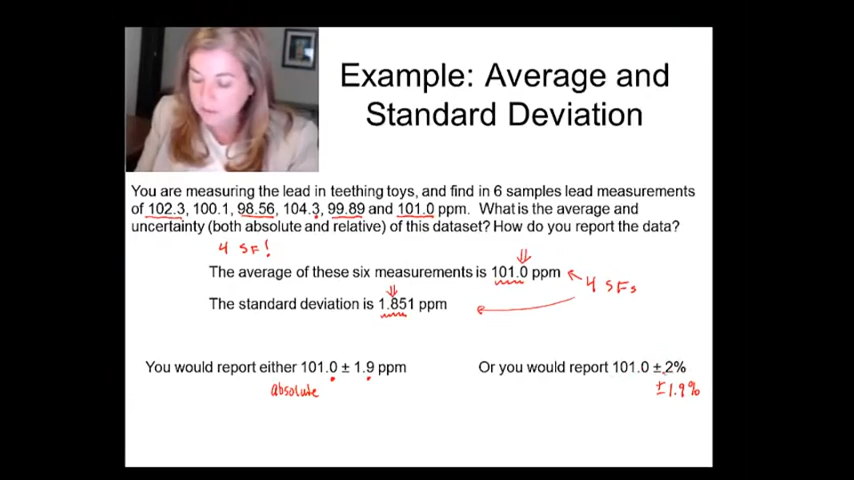 Example: Average and
Standard Deviation
You are measuring the lead in teething toys, and find in 6 samples lead measurements
of 102.3, 100.1, 98.56, 104.3, 99.89 and 101.0 ppm. What is the average and
uncertainty (both absolute and relative) of this dataset? How do you report the data?
4 SF!
The average of these six measurements is 101.0 ppm
4 SFs
The standard deviation is 1.851 ppm
You would report either 101.0 ± 1.9 ppm
absolute
Or you would report 101.0 ± 2%
± 1.9%